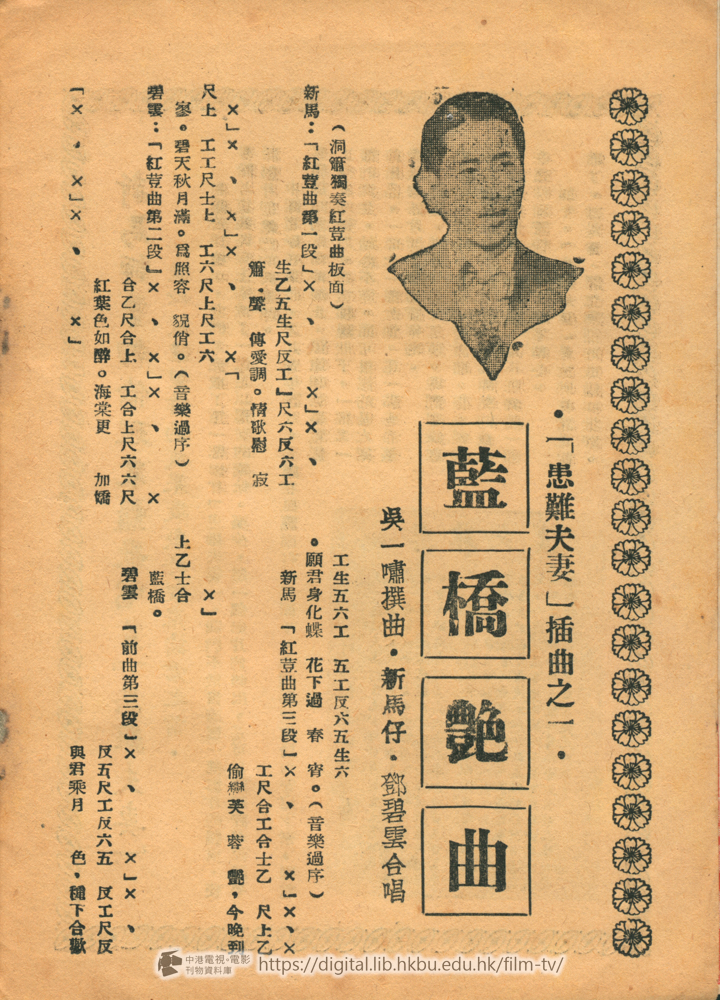 •「患難夫妻」插曲之一•
藍橋艷曲
吳一嘯撰曲•新馬仔•鄧碧雲合唱
(洞簫獨奏紅荳曲板面)
新馬:「紅荳曲第一段」×、 ×」×、
生乙五生尺反工』尺六反六工
簫,聲 傳愛調。情歌慰 寂
×」×、 ×」×、 ×「
尺上 工工尺士上 工六尺上尺工六
寥。碧天秋月滿。爲照容 貌俏。(音樂過序)
碧雲:「紅荳曲第二段」×、 ×」×、 ×
合乙尺合上 工合上尺六六尺
紅葉色如醉。海棠更 加嬌
「×、 ×」×、 ×」
工生五六工 五工反六五生六
。願君身化蝶 花下過 春 宵。(音樂過序)
新馬 「紅荳曲第三段」×、 ×」×、×
工尺合工合士乙 尺上乙
偷戀芙 蓉 艷,今晚到
×」
上乙士合
藍橋。
碧雲 「前曲第三段」×、 ×」×、
反五尺工反六五 反工尺反
與君乘月 色,種下合歡
中港電視•電影
刊物資料庫
https://digital.lib.hkbu.edu.hk/film-tv/